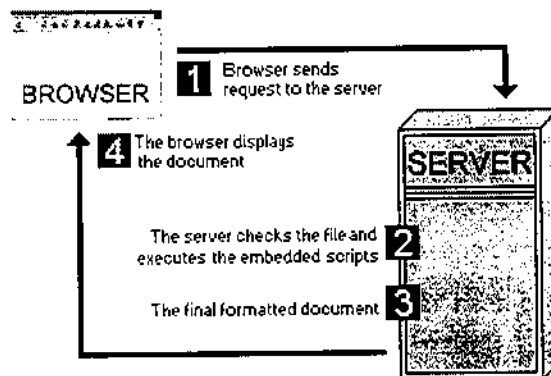 BROWSER
1 Browser sends
request to the server
4 The browser displays
the document
SERVER
The server checks the file and 2
executes the embedded scripts
The final formatted document 3